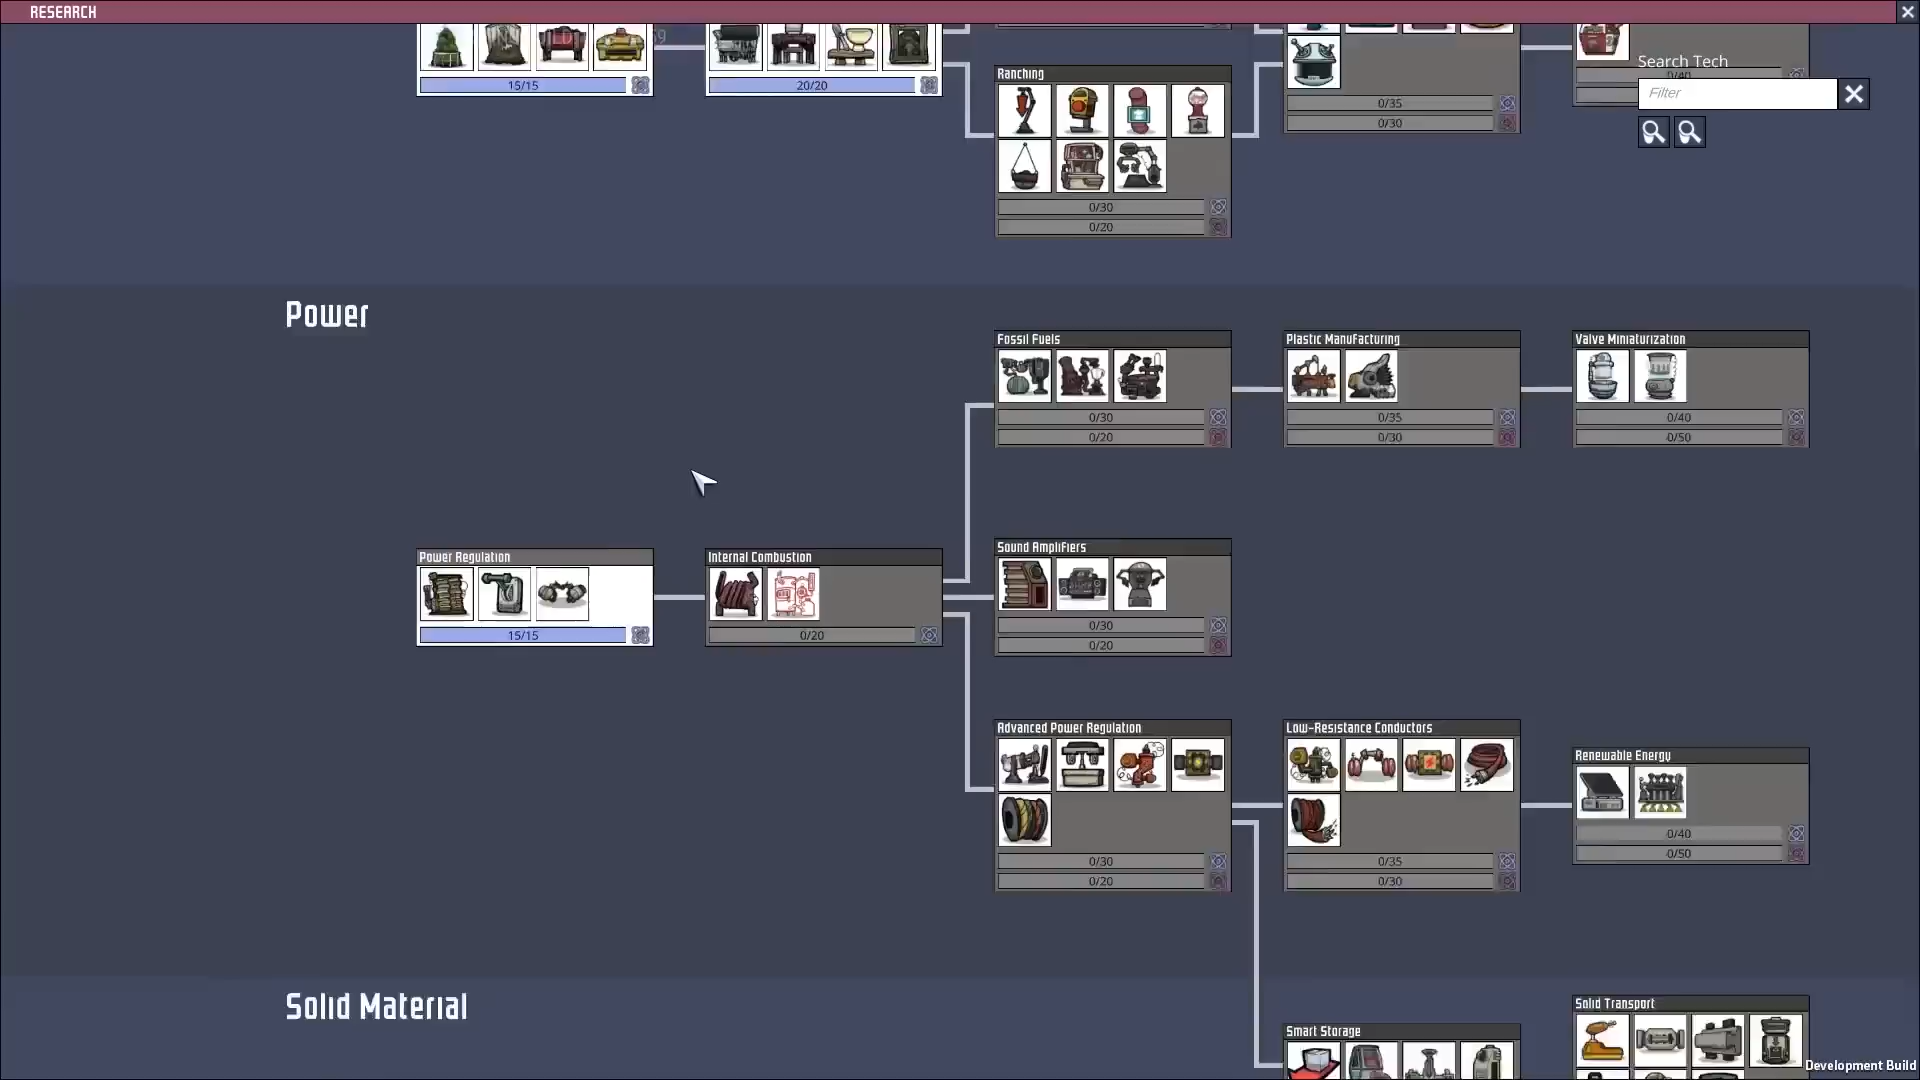 RESEARCH
Search Tech
Filter
15/15
20/20
Ranching
0/30
0/20
0/35
0/30
0/40
Power
Fossil Fuels
0/30
0/20
Plastic Manufacturing
0/35
0/30
Valve Miniaturization
0/40
0/50
Power Regulation
15/15
Internal Combustion
0/20
Sound Amplifiers
0/30
0/20
Advanced Power Regulation
0/30
0/20
Low-Resistance Conductors
0/35
0/30
Renewable Energy
0/40
0/50
Solid Material
Smart Storage
Solid Transport
Development Build